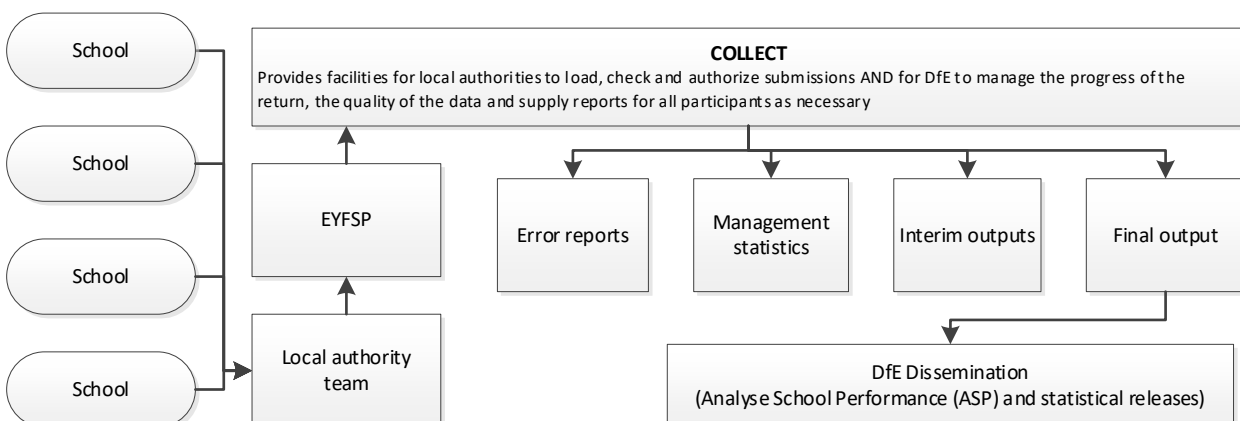 School
School
School
School
COLLECT
Provides facilities for local authorities to load, check and authorize submissions AND for DfE to manage the progress of the
return, the quality of the data and supply reports for all participants as necessary
EYFSP
Local authority
team
Error reports
Management
statistics
Interim outputs
Final output
DfE Dissemination
(Analyse School Performance (ASP) and statistical releases)